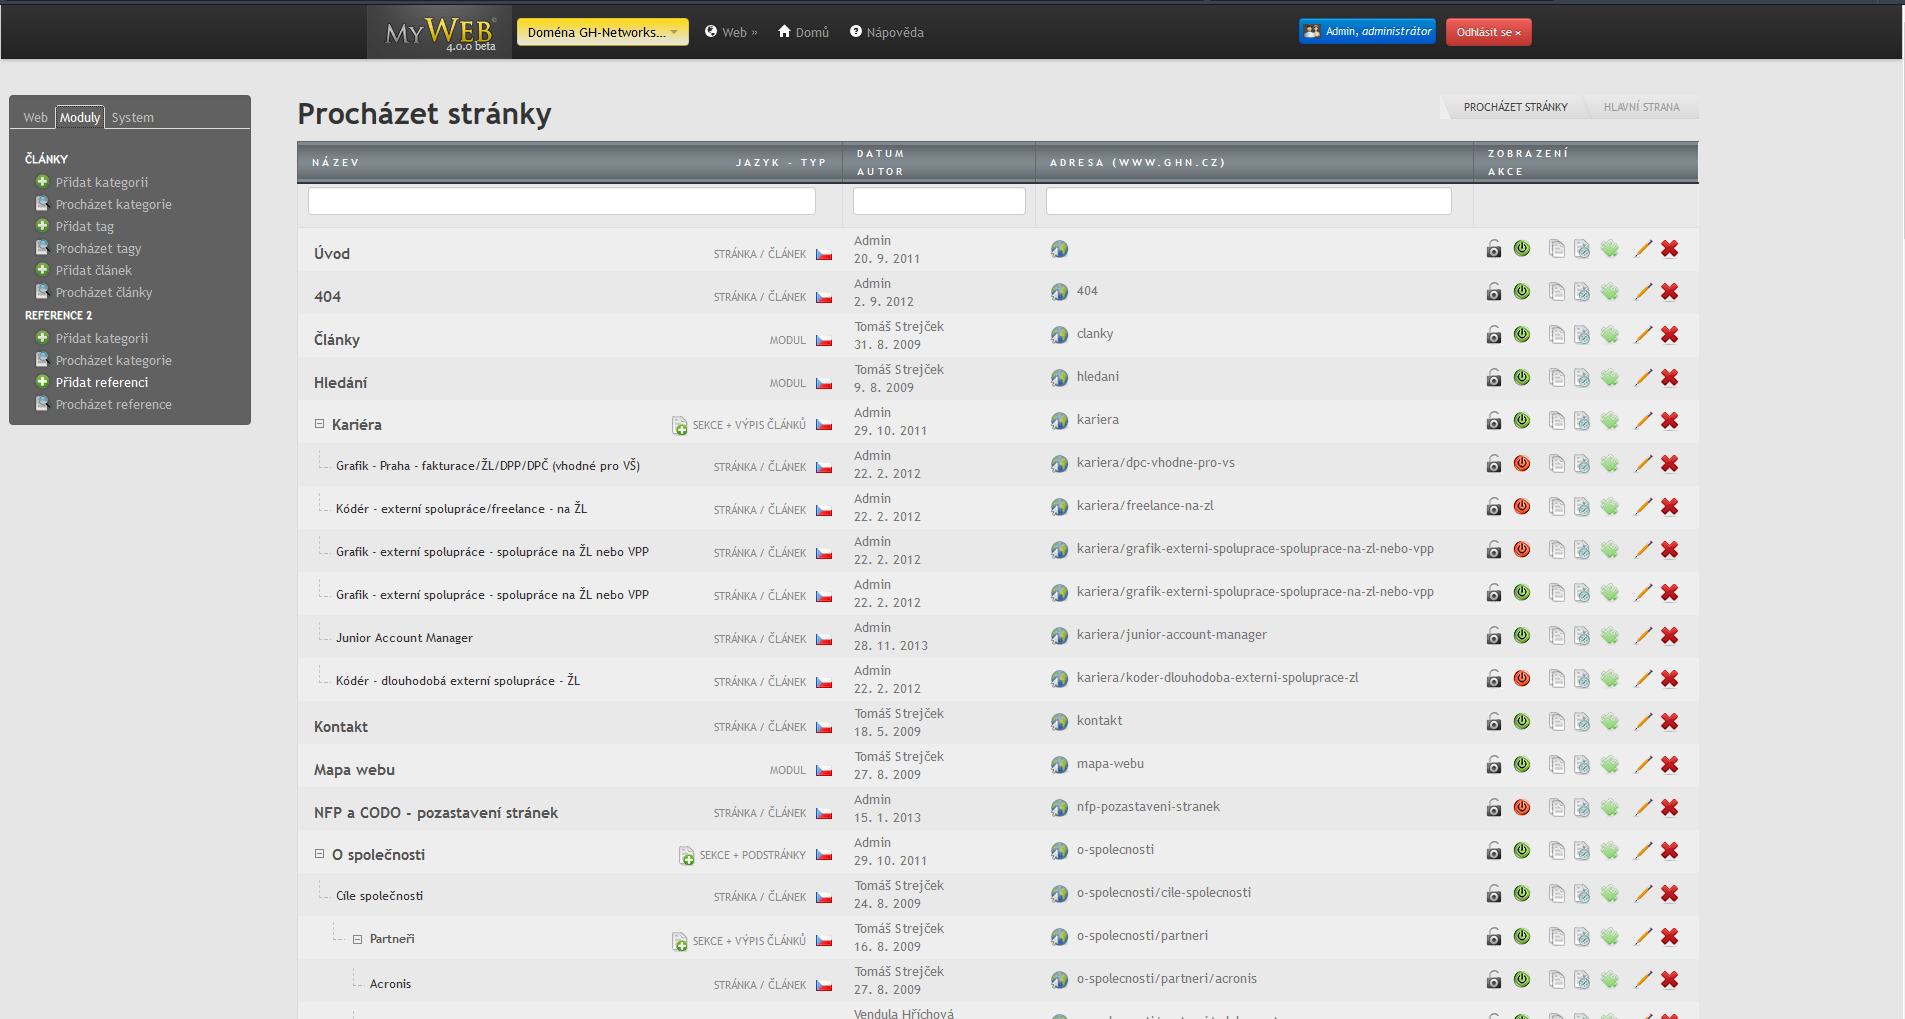 MyWeb©
4.0.0 beta
Doména GH-Networks...
Web »
Domů
Nápověda
Admin, administrátor
Odhlásit se ×
Web Moduly System
ČLÁNKY
Přidat kategorii
Procházet kategorie
Přidat tag
Procházet tagy
Přidat článek
Procházet články
REFERENCE 2
Přidat kategorii
Procházet kategorie
Přidat referenci
Procházet reference
Procházet stránky
PROCHÁZET STRÁNKY
HLAVNÍ STRANA
NÁZEV JAZYK - TYP DATUM AUTOR ADRESA (WWW.GHN.CZ) ZOBRAZENÍ AKCE
Úvod STRÁNKA / ČLÁNEK Admin 20. 9. 2011
404 STRÁNKA / ČLÁNEK Admin 2. 9. 2012 404
Články MODUL Tomáš Strejček 31. 8. 2009 clanky
Hledání MODUL Tomáš Strejček 9. 8. 2009 hledani
Kariéra SEKCE + VÝPIS ČLÁNKŮ Admin 29. 10. 2011 kariera
Grafik - Praha - fakturace/ŽL/DPP/DPČ (vhodné pro VŠ) STRÁNKA / ČLÁNEK Admin 22. 2. 2012 kariera/dpc-vhodne-pro-vs
Kódér - externí spolupráce/freelance - na ŽL STRÁNKA / ČLÁNEK Admin 22. 2. 2012 kariera/freelance-na-zl
Grafik - externí spolupráce - spolupráce na ŽL nebo VPP STRÁNKA / ČLÁNEK Admin 22. 2. 2012 kariera/grafik-externi-spoluprace-spoluprace-na-zl-nebo-vpp
Grafik - externí spolupráce - spolupráce na ŽL nebo VPP STRÁNKA / ČLÁNEK Admin 22. 2. 2012 kariera/grafik-externi-spoluprace-spoluprace-na-zl-nebo-vpp
Junior Account Manager STRÁNKA / ČLÁNEK Admin 28. 11. 2013 kariera/junior-account-manager
Kódér - dlouhodobá externí spolupráce - ŽL STRÁNKA / ČLÁNEK Admin 22. 2. 2012 kariera/koder-dlouhodoba-externi-spoluprace-zl
Kontakt STRÁNKA / ČLÁNEK Tomáš Strejček 18. 5. 2009 kontakt
Mapa webu MODUL Tomáš Strejček 27. 8. 2009 mapa-webu
NFP a CODO - pozastavení stránek STRÁNKA / ČLÁNEK Admin 15. 1. 2013 nfp-pozastaveni-stranek
O společnosti SEKCE + PODSTRÁNKY Admin 29. 10. 2011 o-spolecnosti
Cíle společnosti STRÁNKA / ČLÁNEK Tomáš Strejček 24. 8. 2009 o-spolecnosti/cile-spolecnosti
Partneři SEKCE + VÝPIS ČLÁNKŮ Tomáš Strejček 16. 8. 2009 o-spolecnosti/partneri
Acronis STRÁNKA / ČLÁNEK Tomáš Strejček 27. 8. 2009 o-spolecnosti/partneri/acronis
Vendula Hříchová